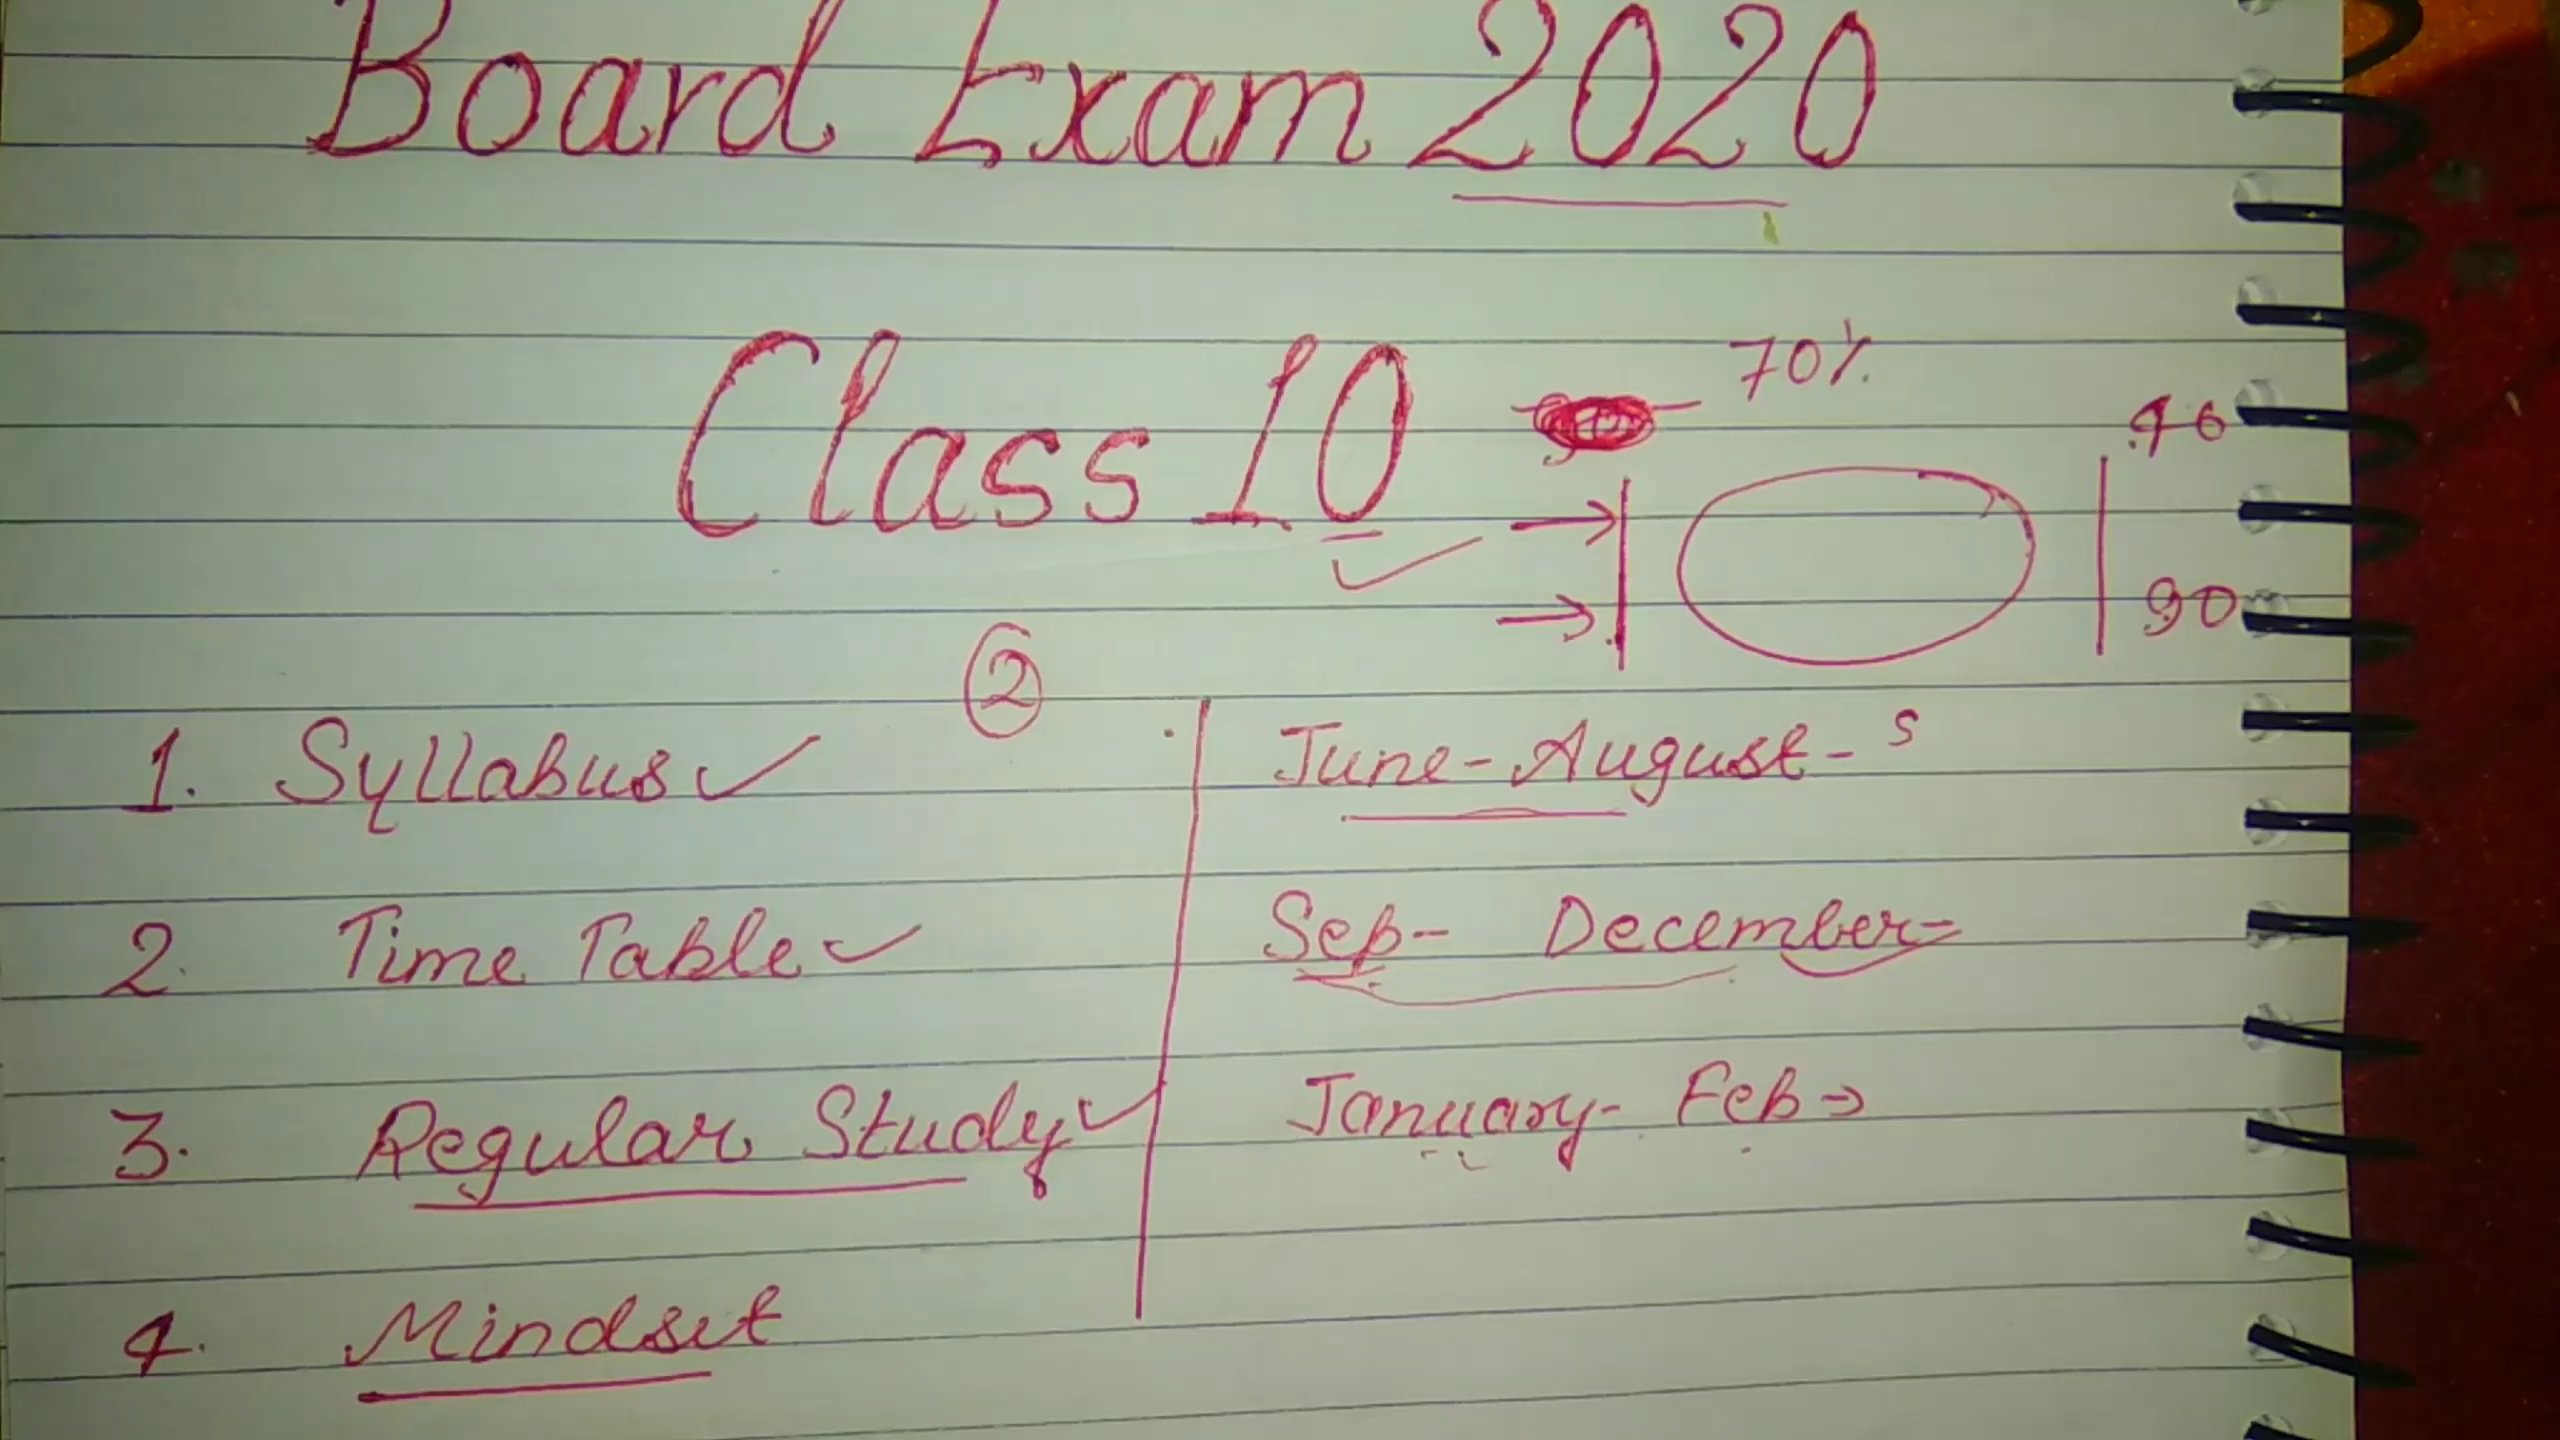 Board Exam 2020
Class 10
70%
40
90
2
1. Syllabus
2. Time Table
3. Regular Study
4. Mindset
June - August - S
Sep - December -
January - Feb →